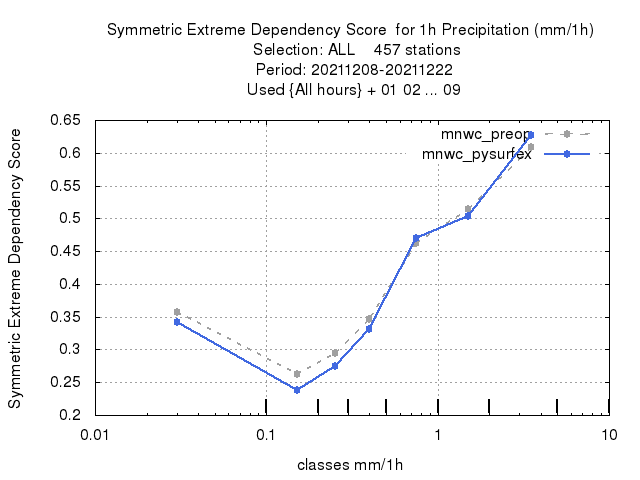 Symmetric Extreme Dependency Score  for 1h Precipitation (mm/1h)
Selection: ALL    457 stations
Period: 20211208-20211222
Used {All hours} + 01 02 ... 09
Symmetric Extreme Dependency Score
0.65
0.6
0.55
0.5
0.45
0.4
0.35
0.3
0.25
0.2
mnwc_preop
mnwc_pysurfex
0.01
0.1
1
10
classes mm/1h